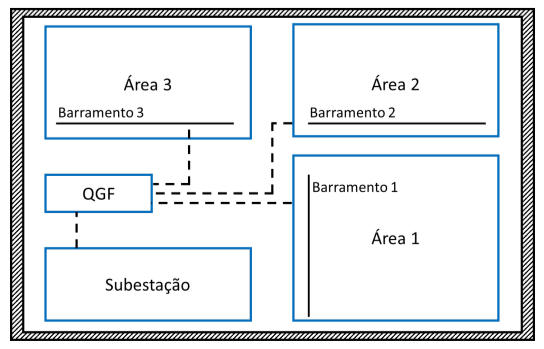 Área 3
Barramento 3
Área 2
Barramento 2
QGF
Barramento 1
Área 1
Subestação